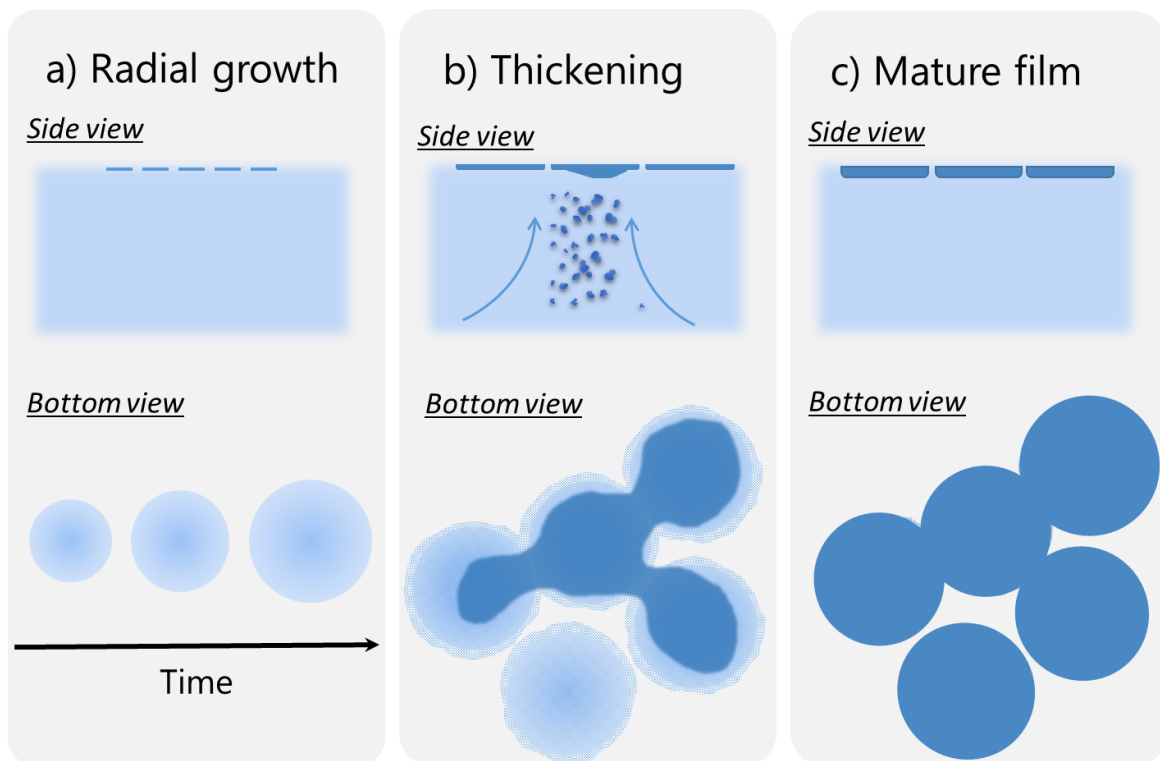 a) Radial growth
Side view
Bottom view
Time
b) Thickening
Side view
Bottom view
c) Mature film
Side view
Bottom view